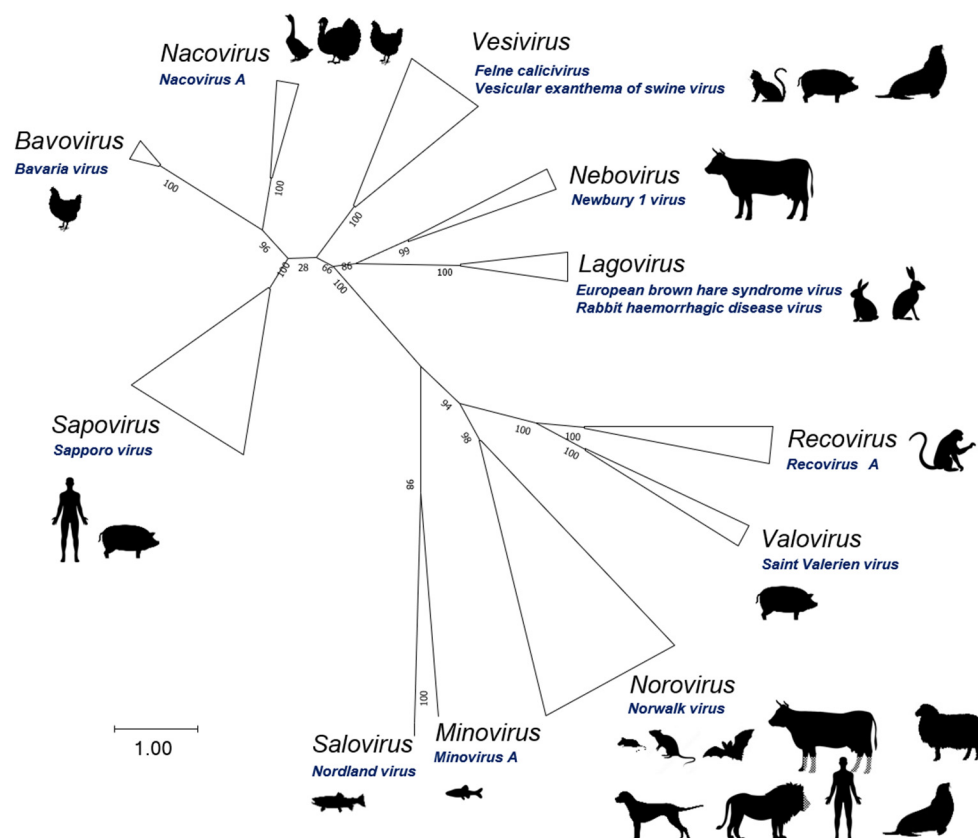 Nacovirus
Nacovirus A
Vesivirus
Felne calicivirus
Vesicular exanthema of swine virus
Bavovirus
Bavaria virus
Nebovirus
Newbury 1 virus
Lagovirus
European brown hare syndrome virus
Rabbit haemorrhagic disease virus
100
100
100
96
99
100
28
66
86
100
100
Sapovirus
Sapporo virus
94
98
100
100
100
Recovirus
Recovirus A
Valovirus
Saint Valerien virus
86
100
Norovirus
Norwalk virus
Salovirus
Nordland virus
Minovirus
Minovirus A
1.00